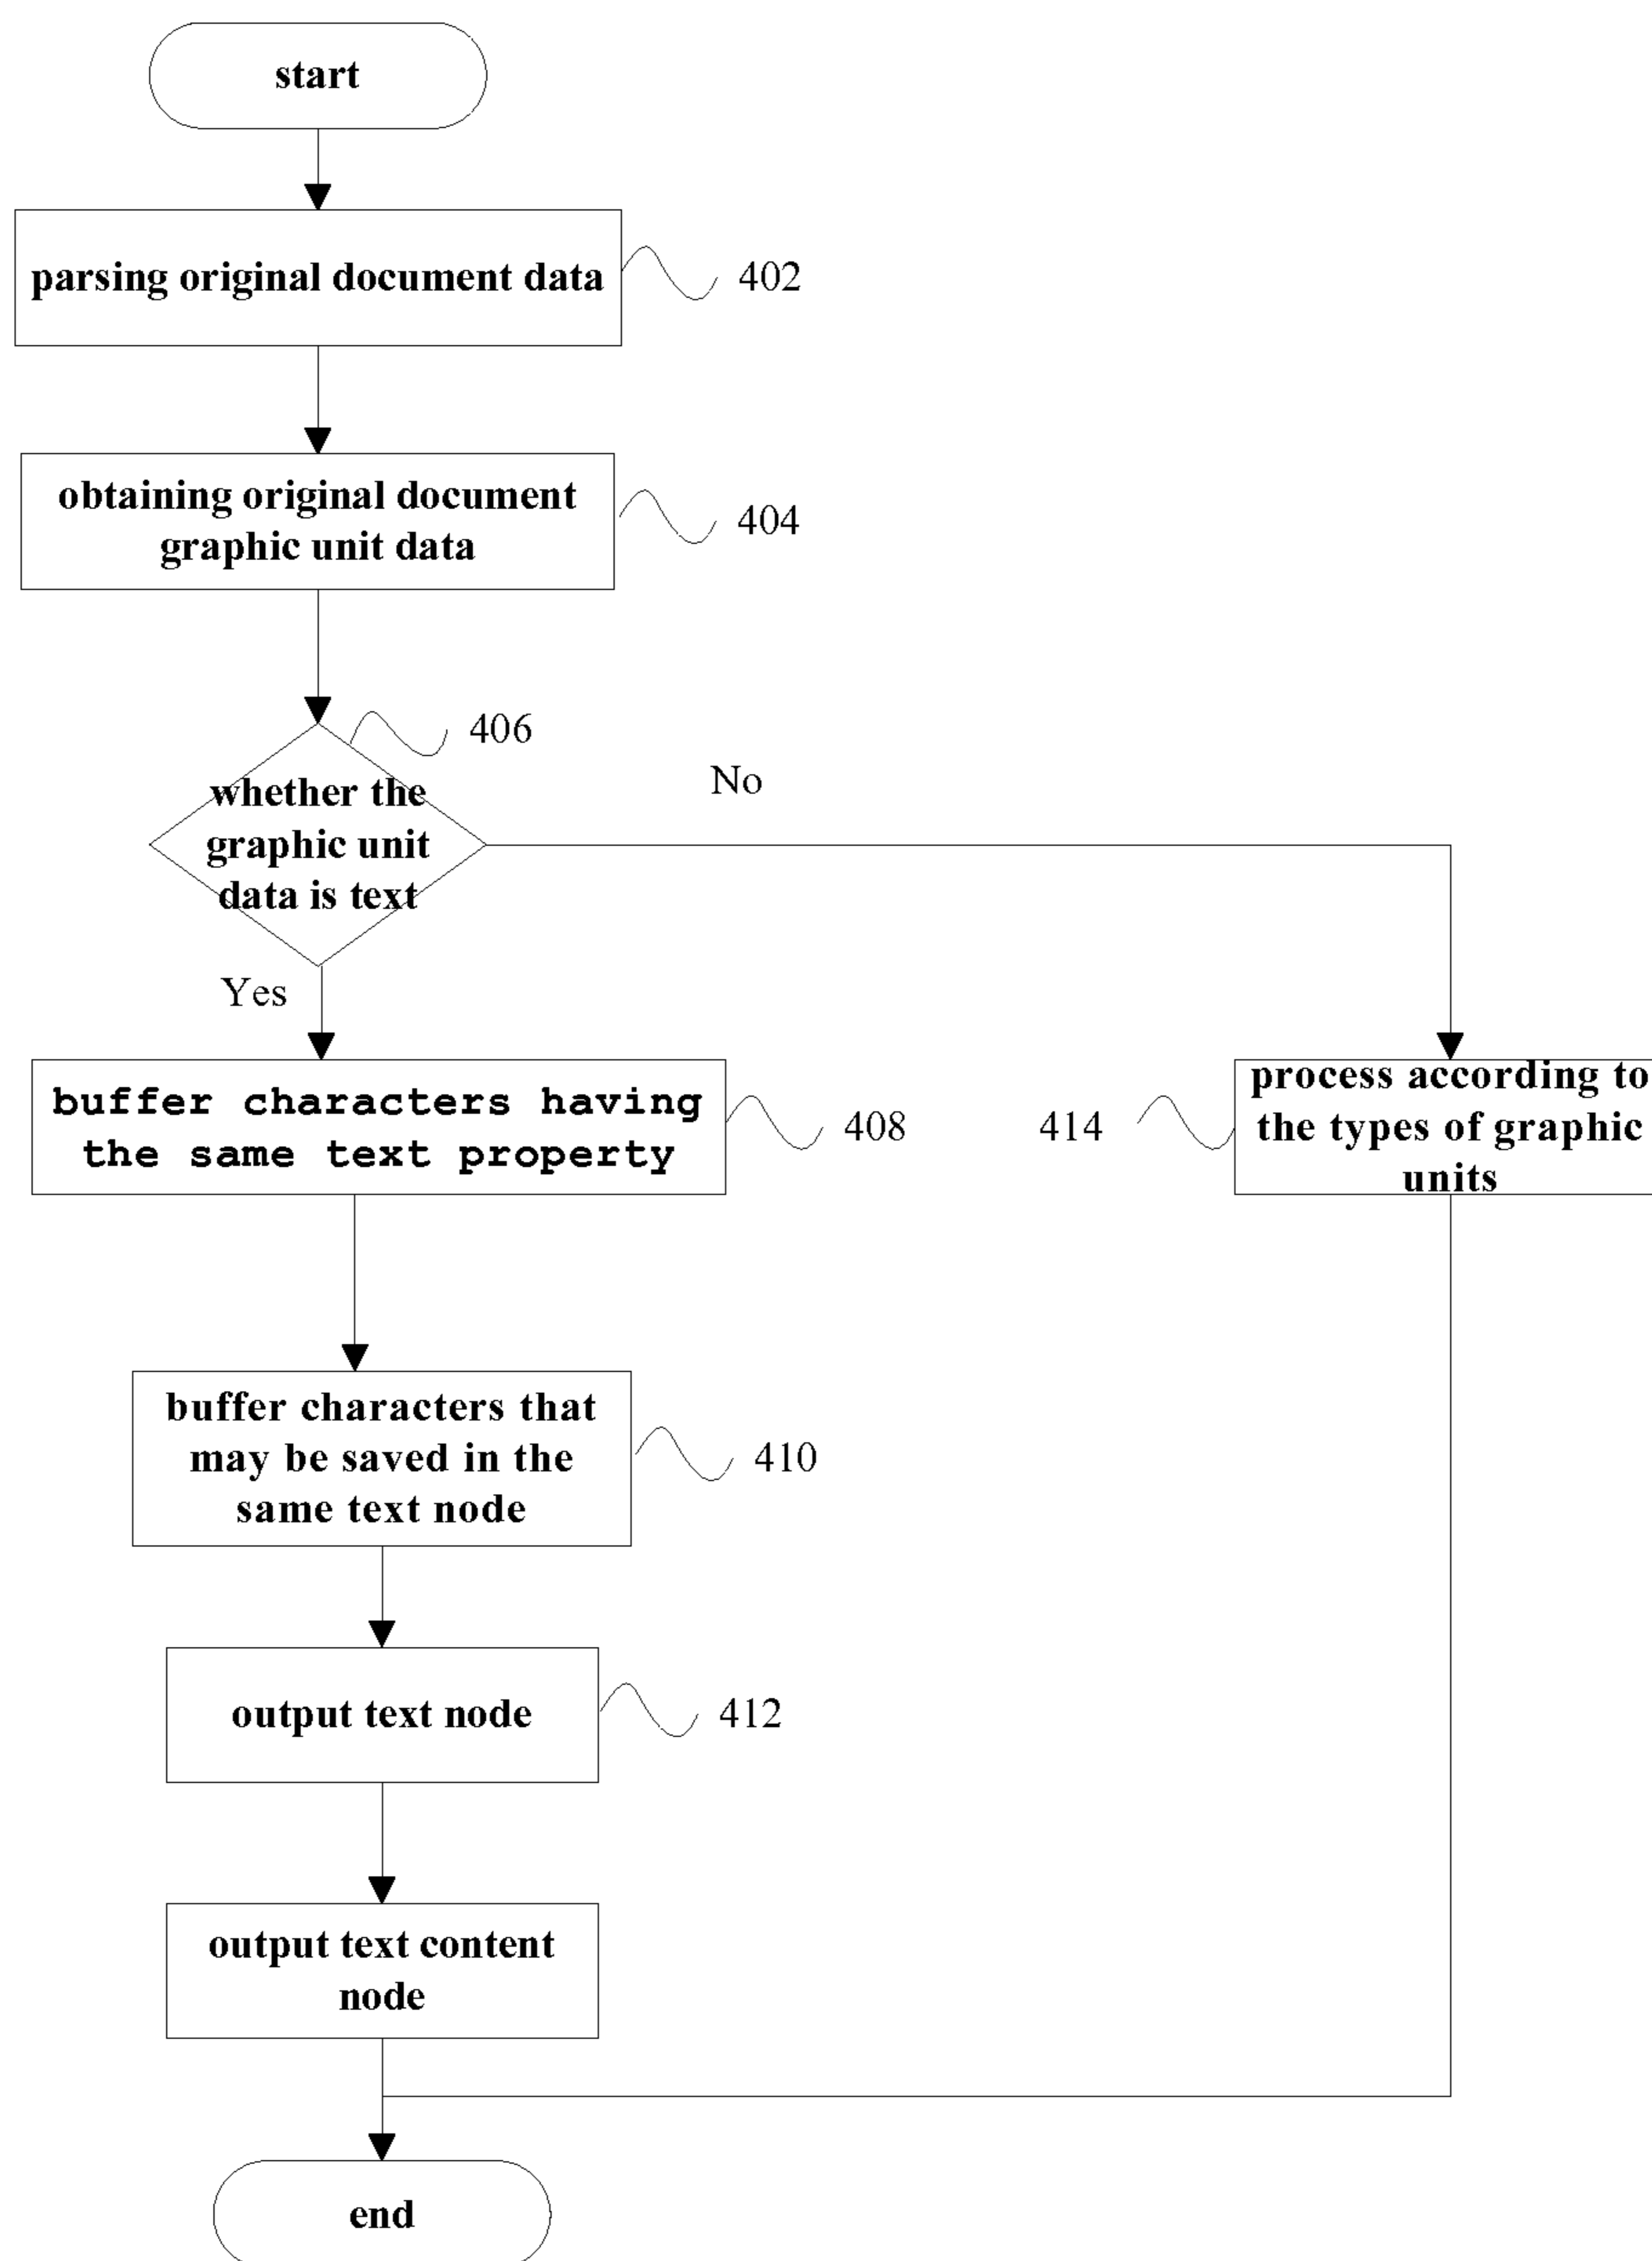 start
parsing original document data
402
obtaining original document
graphic unit data
404
406
whether the
graphic unit
data is text
No
Yes
buffer characters having
the same text property
408
414
process according to
the types of graphic
units
buffer characters that
may be saved in the
same text node
410
output text node
412
output text content
node
end